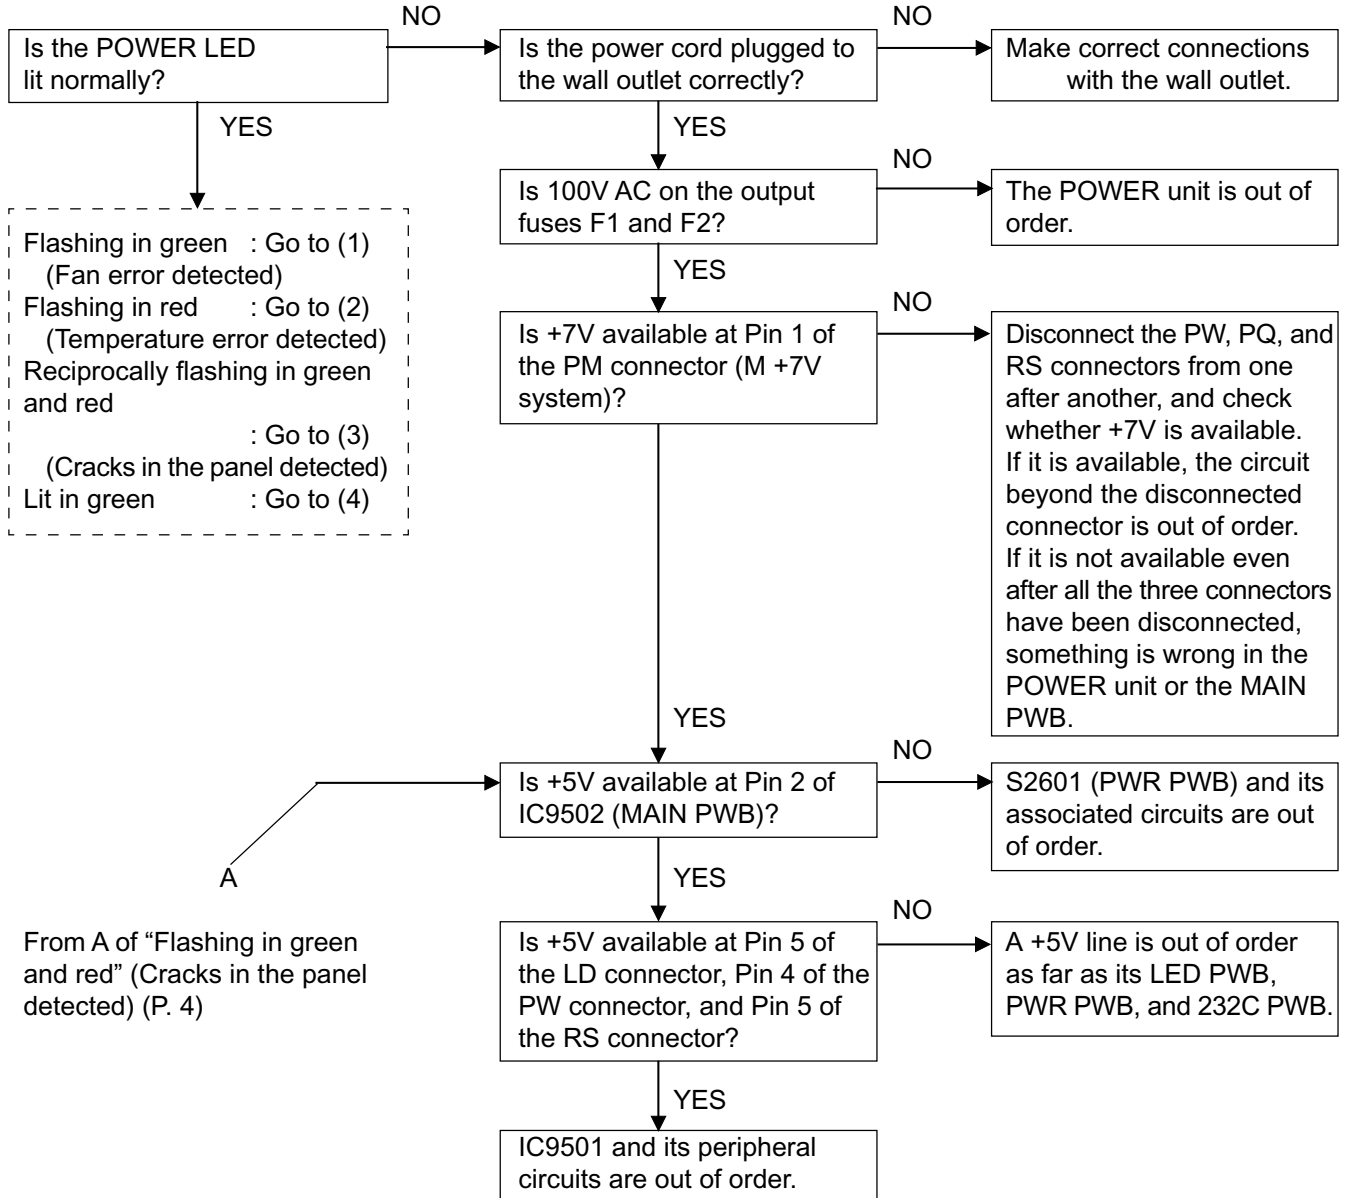 NO
Is the POWER LED
lit normally?
YES
Flashing in green : Go to (1)
(Fan error detected)
Flashing in red : Go to (2)
(Temperature error detected)
Reciprocally flashing in green
and red
: Go to (3)
(Cracks in the panel detected)
Lit in green : Go to (4)
Is the power cord plugged to
the wall outlet correctly?
NO
Make correct connections
with the wall outlet.
YES
Is 100V AC on the output
fuses F1 and F2?
NO
The POWER unit is out of
order.
YES
Is +7V available at Pin 1 of
the PM connector (M +7V
system)?
NO
Disconnect the PW, PQ, and
RS connectors from one
after another, and check
whether +7V is available.
If it is available, the circuit
beyond the disconnected
connector is out of order.
If it is not available even
after all the three connectors
have been disconnected,
something is wrong in the
POWER unit or the MAIN
PWB.
YES
Is +5V available at Pin 2 of
IC9502 (MAIN PWB)?
NO
S2601 (PWR PWB) and its
associated circuits are out
of order.
A
From A of “Flashing in green
and red” (Cracks in the panel
detected) (P. 4)
YES
Is +5V available at Pin 5 of
the LD connector, Pin 4 of the
PW connector, and Pin 5 of
the RS connector?
NO
A +5V line is out of order
as far as its LED PWB,
PWR PWB, and 232C PWB.
YES
IC9501 and its peripheral
circuits are out of order.